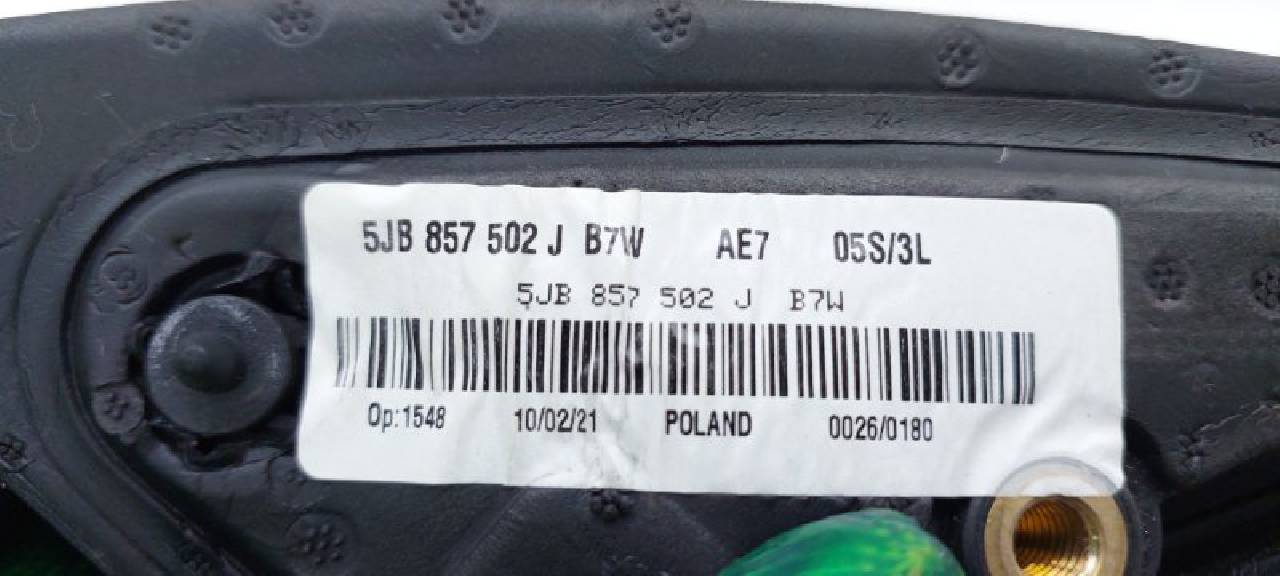 5JB 857 502 J B7W AE7 05S/3L
5JB 857 502 J B7W
Op:1548 10/02/21 POLAND 0026/0180